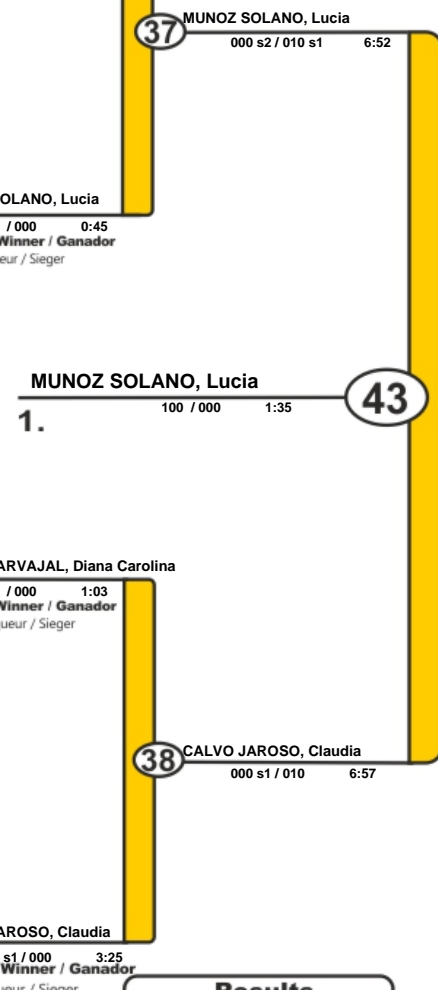 37 MUNOZ SOLANO, Lucia
000 s2 / 010 s1 6:52
OLANO, Lucia
/ 000 0:45
Winner / Ganador
eur / Sieger
MUNOZ SOLANO, Lucia
43
100 / 000 1:35
1.
ARVAJAL, Diana Carolina
/ 000 1:03
Winner / Ganador
ueur / Sieger
38 CALVO JAROSO, Claudia
000 s1 / 010 6:57
AROSO, Claudia
s1 / 000 3:25
Winner / Ganador
ueur / Sieger
Results